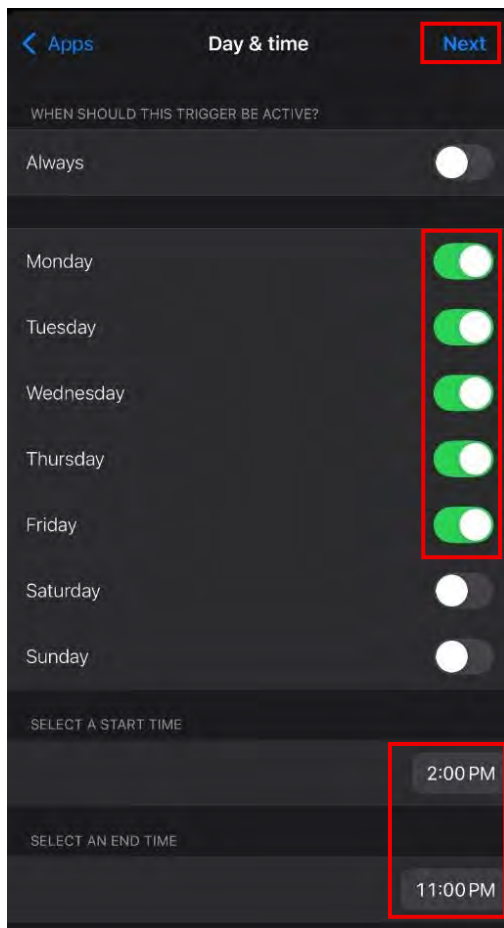 Apps Day & time Next
WHEN SHOULD THIS TRIGGER BE ACTIVE?
Always
Monday
Tuesday
Wednesday
Thursday
Friday
Saturday
Sunday
SELECT A START TIME
2:00 PM
SELECT AN END TIME
11:00 PM